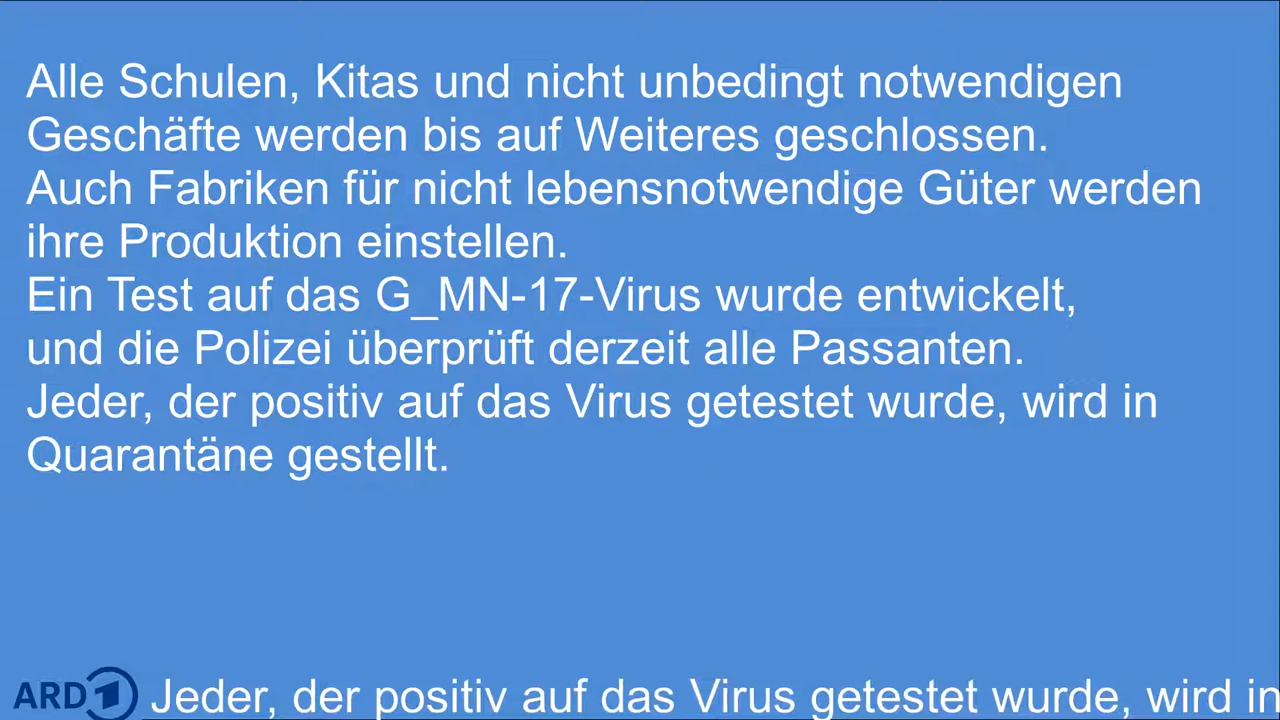 Alle Schulen, Kitas und nicht unbedingt notwendigen
Geschäfte werden bis auf Weiteres geschlossen.
Auch Fabriken für nicht lebensnotwendige Güter werden
ihre Produktion einstellen.
Ein Test auf das G_MN-17-Virus wurde entwickelt,
und die Polizei überprüft derzeit alle Passanten.
Jeder, der positiv auf das Virus getestet wurde, wird in
Quarantäne gestellt.
ARD 1 Jeder, der positiv auf das Virus getestet wurde, wird in